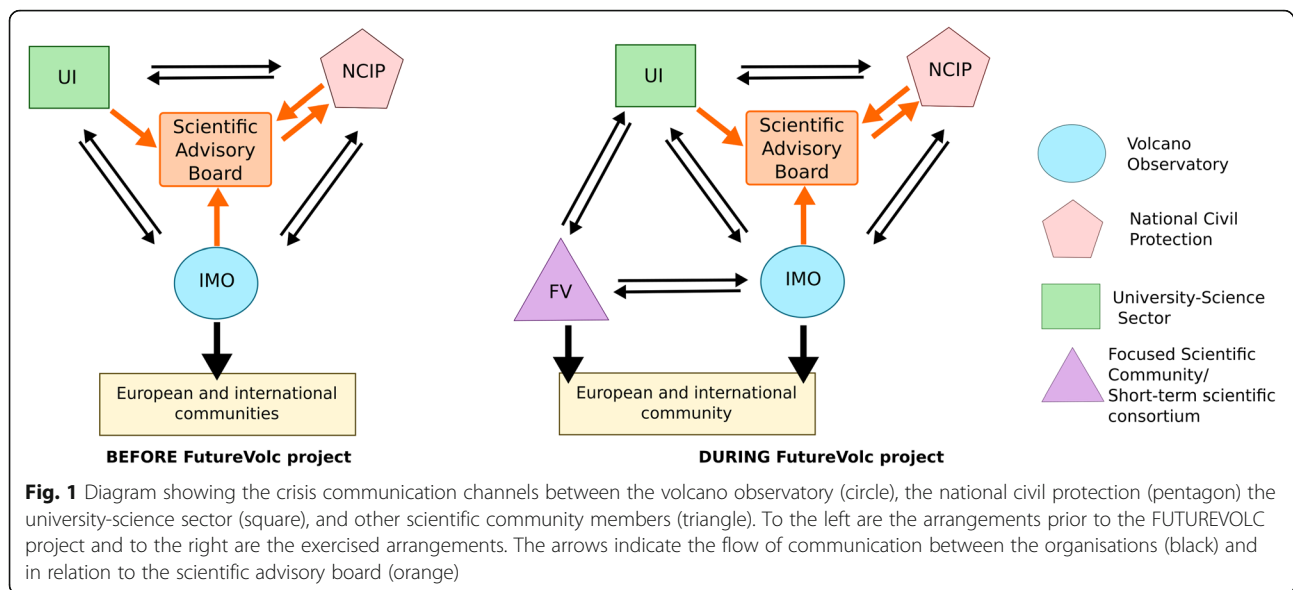 UI
NCIP
Scientific
Advisory
Board
IMO
European and international
communities
BEFORE FutureVolc project
UI
NCIP
Scientific
Advisory
Board
FV
IMO
European and international
community
DURING FutureVolc project
Volcano
Observatory
National Civil
Protection
University-Science
Sector
Focused Scientific
Community/
Short-term scientific
consortium
Fig. 1 Diagram showing the crisis communication channels between the volcano observatory (circle), the national civil protection (pentagon) the
university-science sector (square), and other scientific community members (triangle). To the left are the arrangements prior to the FUTUREVOLC
project and to the right are the exercised arrangements. The arrows indicate the flow of communication between the organisations (black) and
in relation to the scientific advisory board (orange)